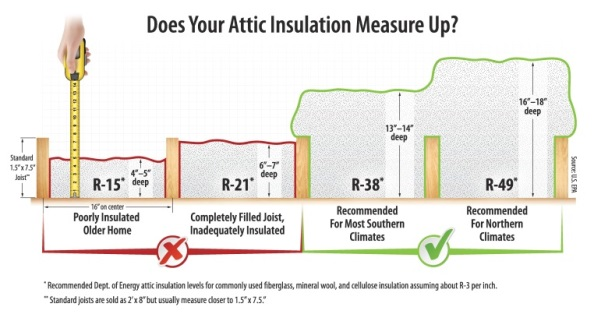 Does Your Attic Insulation Measure Up?
Standard
1.5" x 7.5"
Joist**
4"–5"
deep
6"–7"
deep
13"–14"
deep
16"–18"
deep
R-15*
R-21*
R-38*
R-49*
16" on center
Poorly Insulated
Older Home
Completely Filled Joist,
Inadequately Insulated
Recommended
For Most Southern
Climates
Recommended
For Northern
Climates
Source: U.S. EPA
* Recommended Dept. of Energy attic insulation levels for commonly used fiberglass, mineral wool, and cellulose insulation assuming about R-3 per inch.
** Standard joists are sold as 2' x 8" but usually measure closer to 1.5" x 7.5."